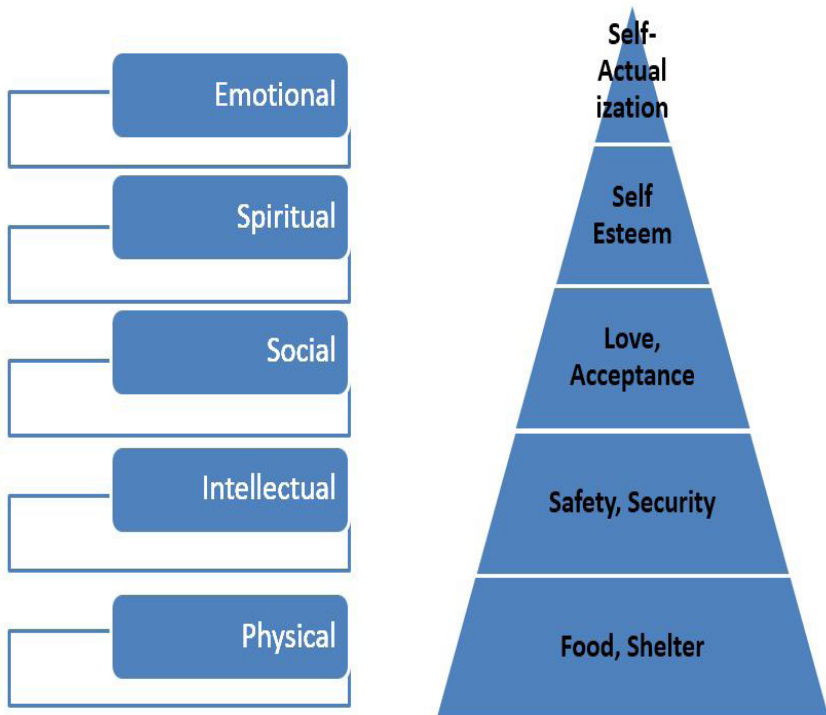 Emotional
Spiritual
Social
Intellectual
Physical
Self-
Actual
ization
Self
Esteem
Love,
Acceptance
Safety, Security
Food, Shelter